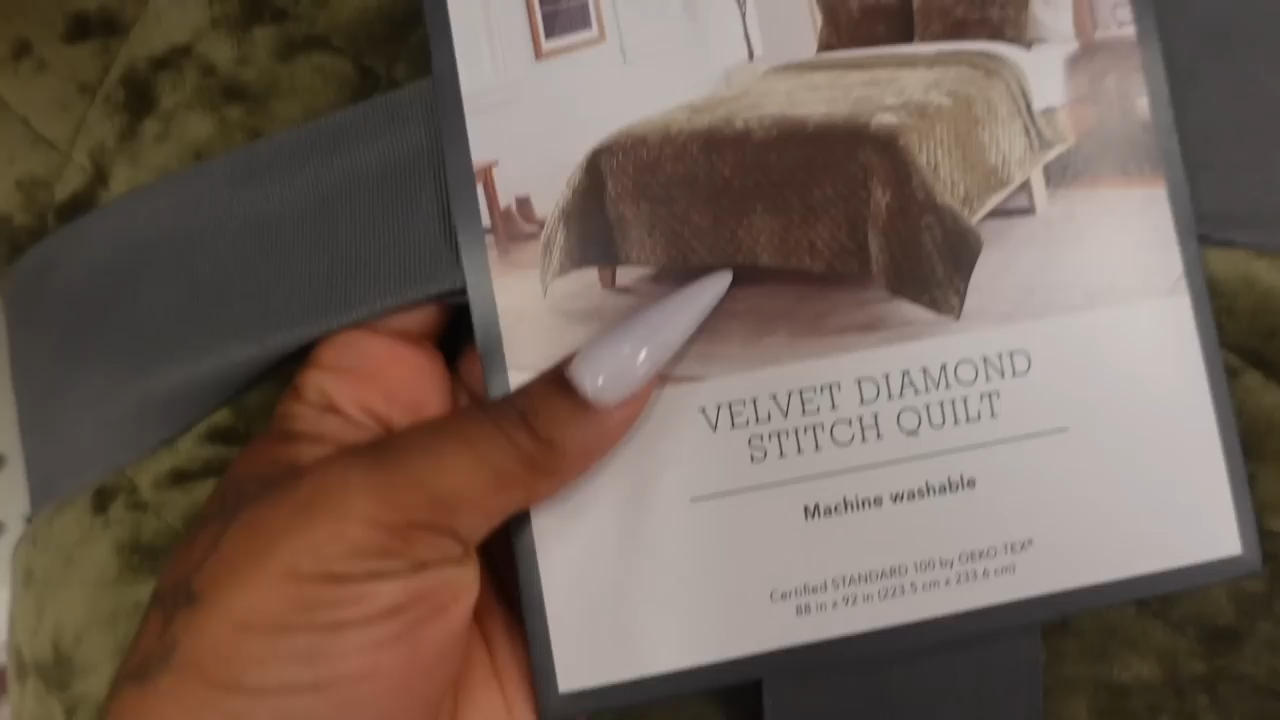 VELVET DIAMOND
STITCH QUILT
Machine washable
Certified STANDARD 100 by OEKO-TEX®
88 in x 92 in (223.5 cm x 233.6 cm)